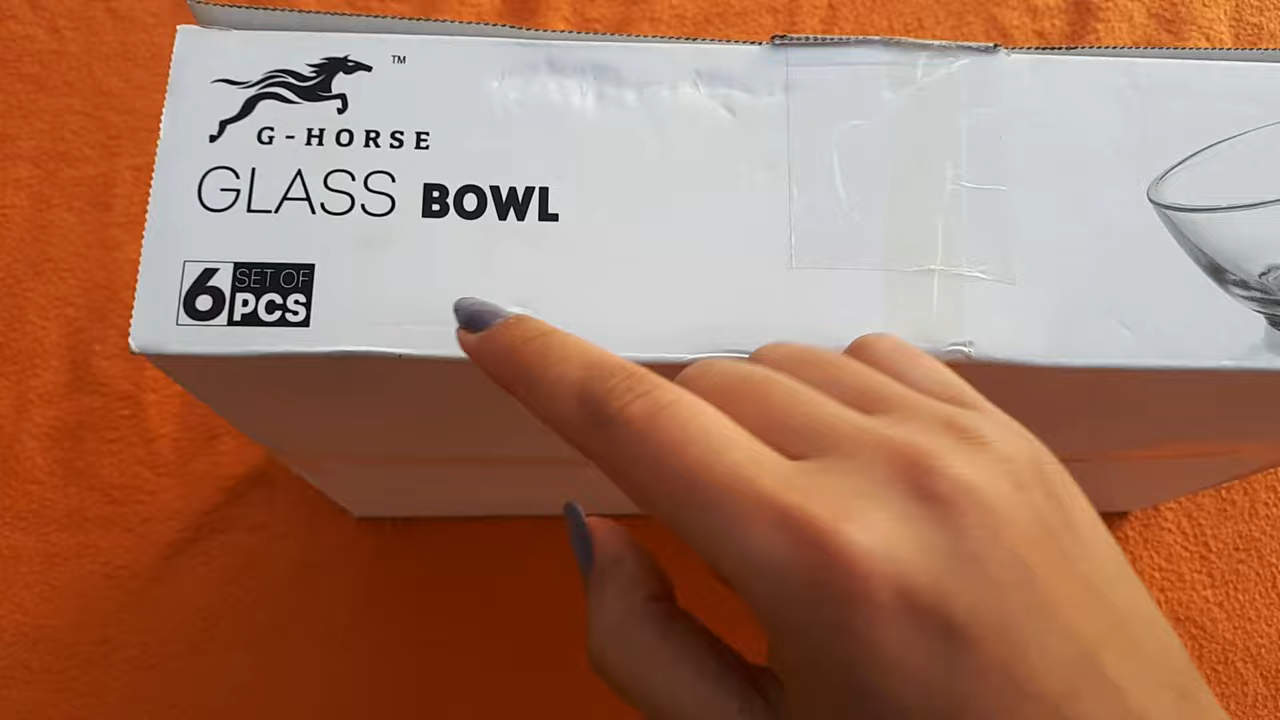 TM
G-HORSE
GLASS BOWL
6 SET OF
PCS